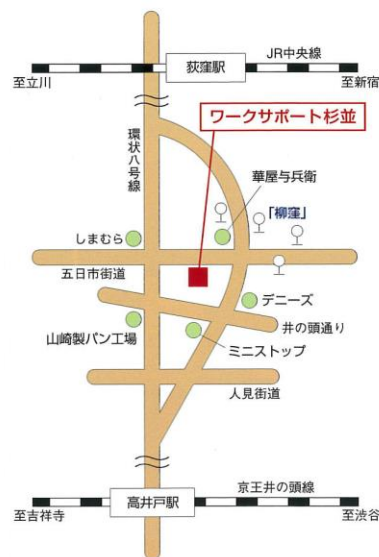 JR中央線
荻窪駅
至立川
至新宿
ワークサポート杉並
環状八号線
華屋与兵衛
「柳窪」
しまむら
五日市街道
デニーズ
井の頭通り
山崎製パン工場
ミニストップ
人見街道
京王井の頭線
高井戸駅
至吉祥寺
至渋谷